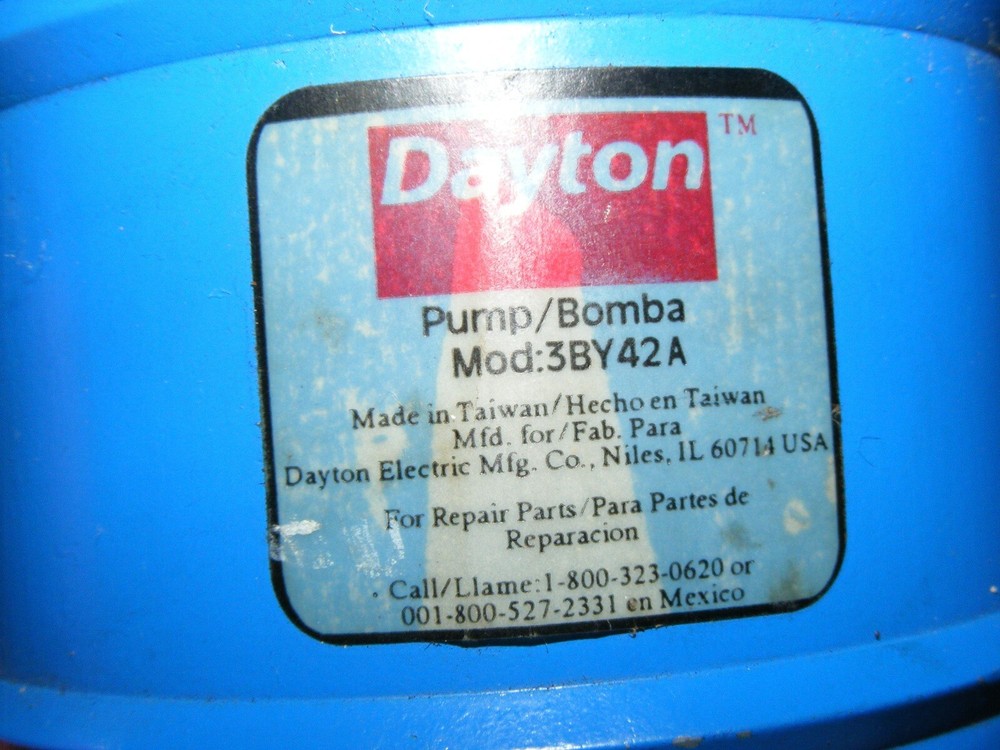 Dayton TM
Pump/Bomba
Mod:3BY42A
Made in Taiwan/Hecho en Taiwan
Mfd. for/Fab. Para
Dayton Electric Mfg. Co., Niles, IL 60714 USA
For Repair Parts/Para Partes de
Reparacion
Call/Llame:1-800-323-0620 or
001-800-527-2331 en Mexico